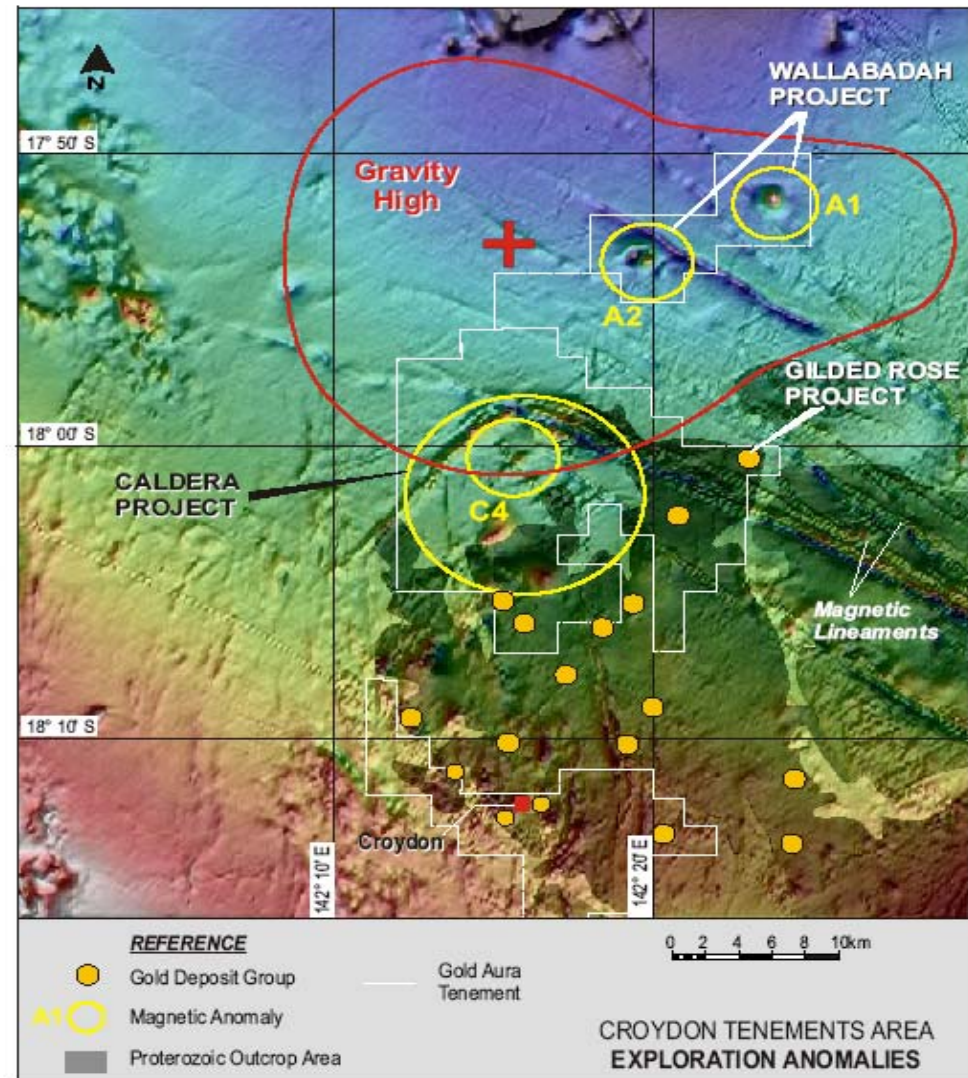 N
WALLABADAH
PROJECT
17° 50' S
Gravity
High
A1
A2
GILDED ROSE
PROJECT
18° 00' S
CALDERA
PROJECT
C4
Magnetic
Lineaments
18° 10' S
Croydon
142° 10' E
142° 20' E
REFERENCE
Gold Deposit Group
A1 Magnetic Anomaly
Proterozoic Outcrop Area
Gold Aura
Tenement
0 2 4 6 8 10km
CROYDON TENEMENTS AREA
EXPLORATION ANOMALIES